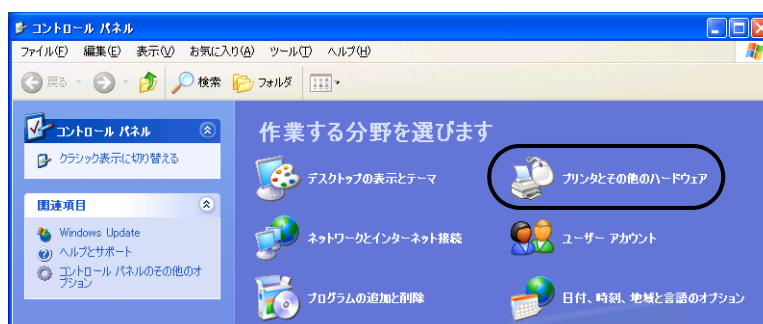 コントロール パネル
ファイル(F) 編集(E) 表示(V) お気に入り(A) ツール(T) ヘルプ(H)
戻る 検索 フォルダ
コントロール パネル
クラシック表示に切り替える
関連項目
Windows Update
ヘルプとサポート
コントロール パネルのその他のオ
プション
作業する分野を選びます
デスクトップの表示とテーマ
プリンタとその他のハードウェア
ネットワークとインターネット接続
ユーザー アカウント
プログラムの追加と削除
日付、時刻、地域と言語のオプション